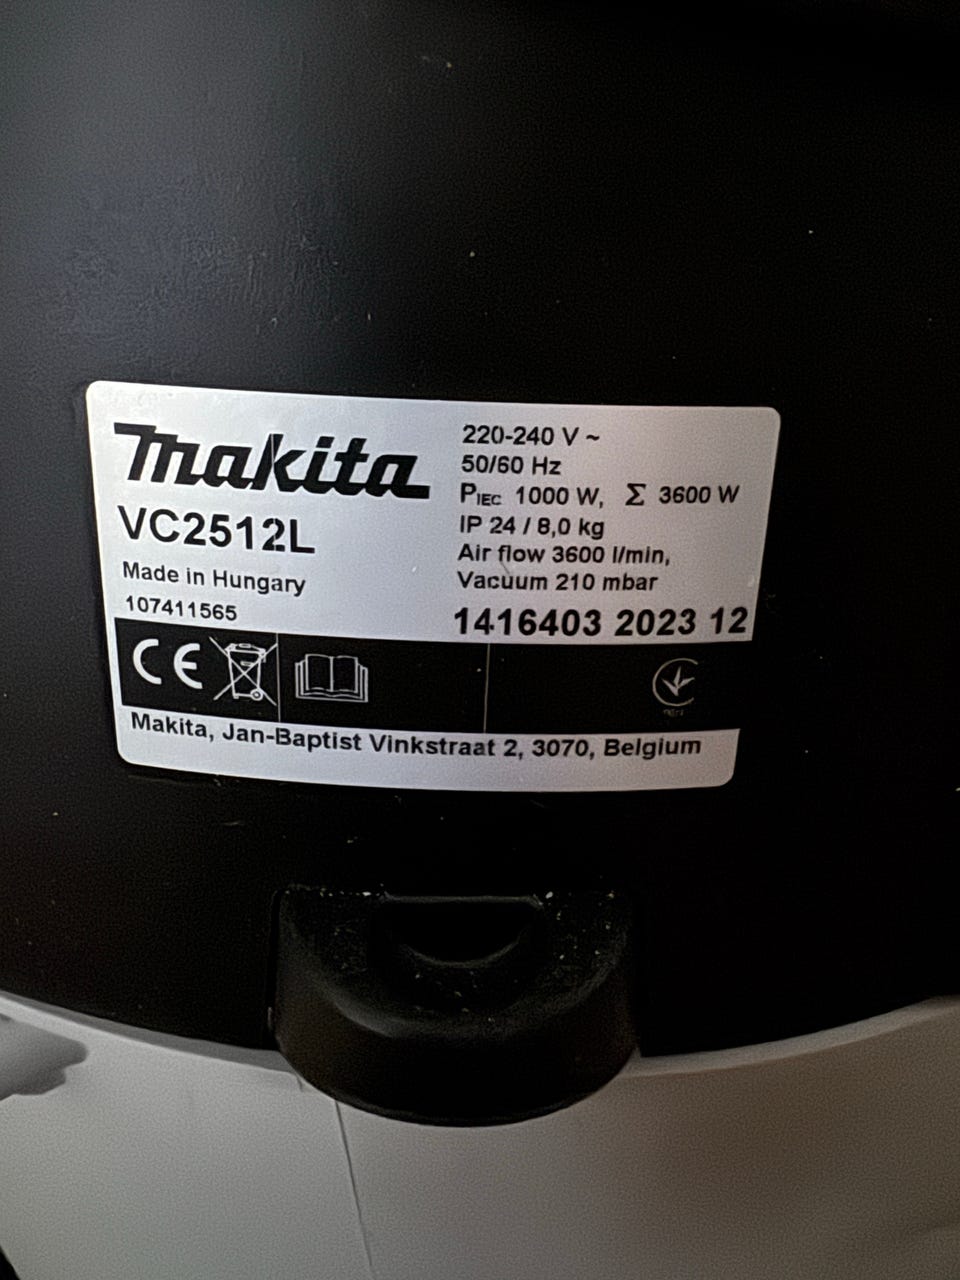 makita
VC2512L
Made in Hungary
107411565
220-240 V ~
50/60 Hz
PIEC 1000 W, Σ 3600 W
IP 24 / 8,0 kg
Air flow 3600 l/min,
Vacuum 210 mbar
1416403 2023 12
CE
Makita, Jan-Baptist Vinkstraat 2, 3070, Belgium